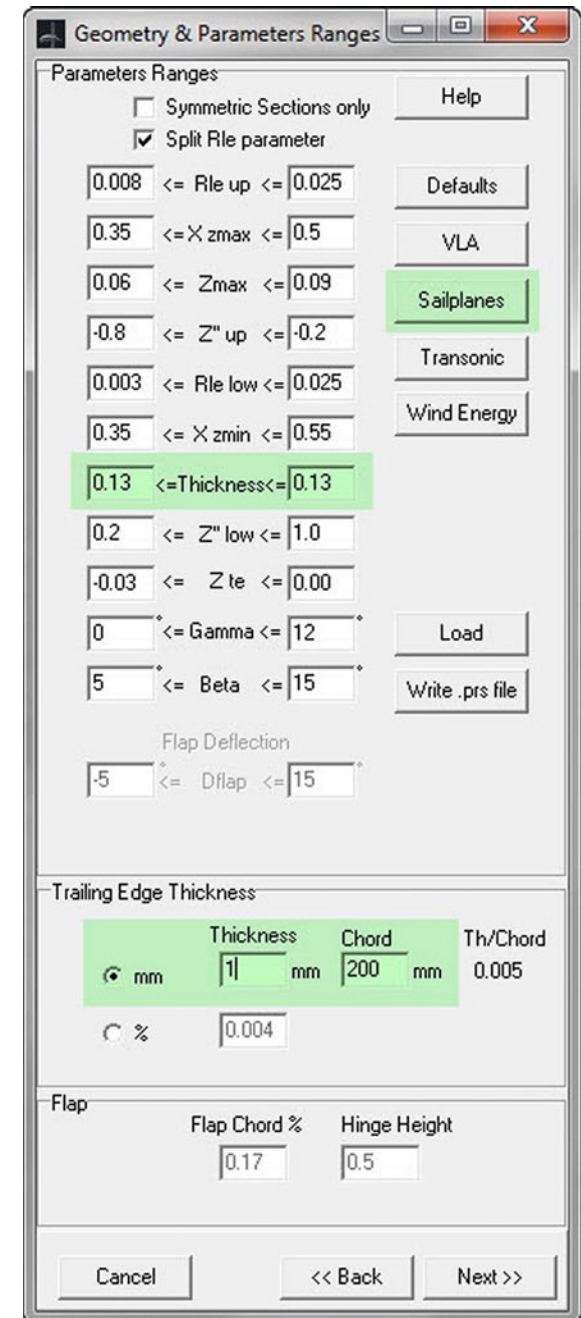 Geometry & Parameters Ranges
Parameters Ranges
Symmetric Sections only
Help
Split Rle parameter
0.008 <= Rle up <= 0.025
Defaults
0.35 <= X zmax <= 0.5
VLA
0.06 <= Zmax <= 0.09
Sailplanes
-0.8 <= Z" up <= -0.2
Transonic
0.003 <= Rle low <= 0.025
Wind Energy
0.35 <= X zmin <= 0.55
0.13 <=Thickness<= 0.13
0.2 <= Z" low <= 1.0
-0.03 <= Z te <= 0.00
0 ° <= Gamma <= 12 °
Load
5 ° <= Beta <= 15 °
Write .prs file
Flap Deflection
-5 ° <= Dflap <= 15 °
Trailing Edge Thickness
Thickness Chord Th/Chord
mm 1 mm 200 mm 0.005
% 0.004
Flap
Flap Chord % Hinge Height
0.17 0.5
Cancel << Back Next >>